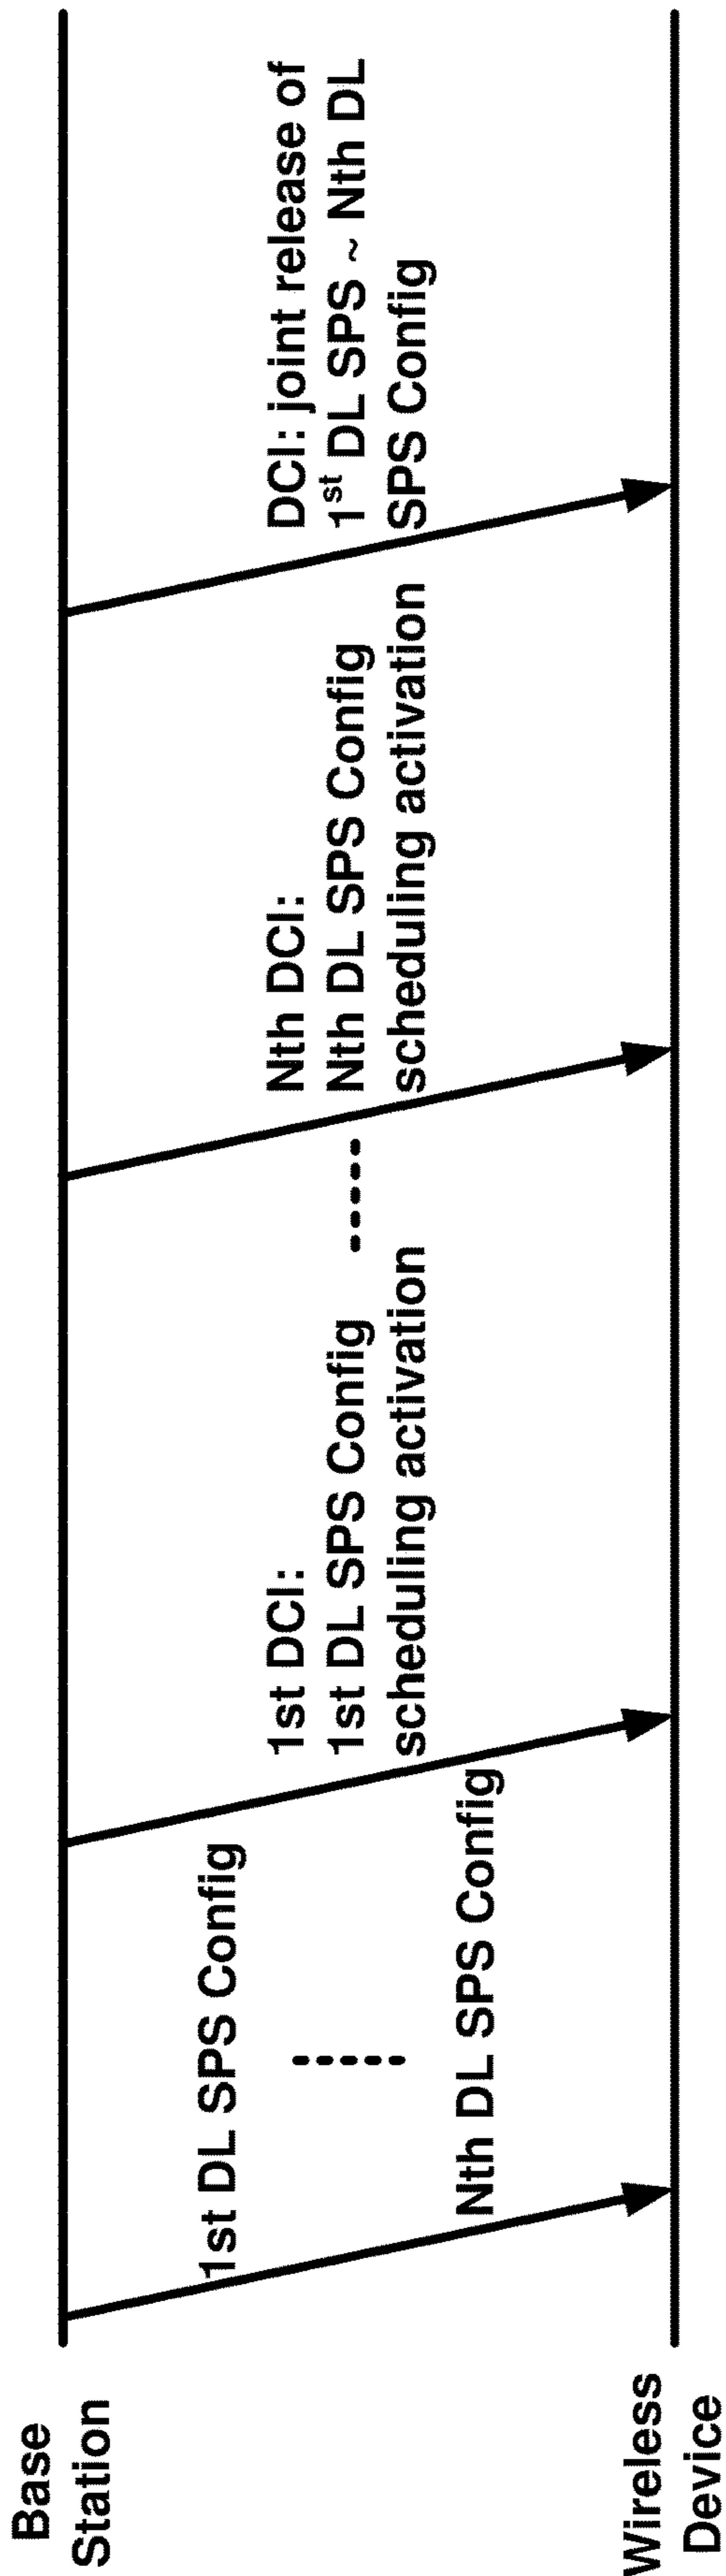 Base
Station
1st DL SPS Config
Nth DL SPS Config
1st DCI:
1st DL SPS Config
scheduling activation
Nth DCI:
Nth DL SPS Config
scheduling activation
DCI: joint release of
1st DL SPS ~ Nth DL
SPS Config
Wireless
Device